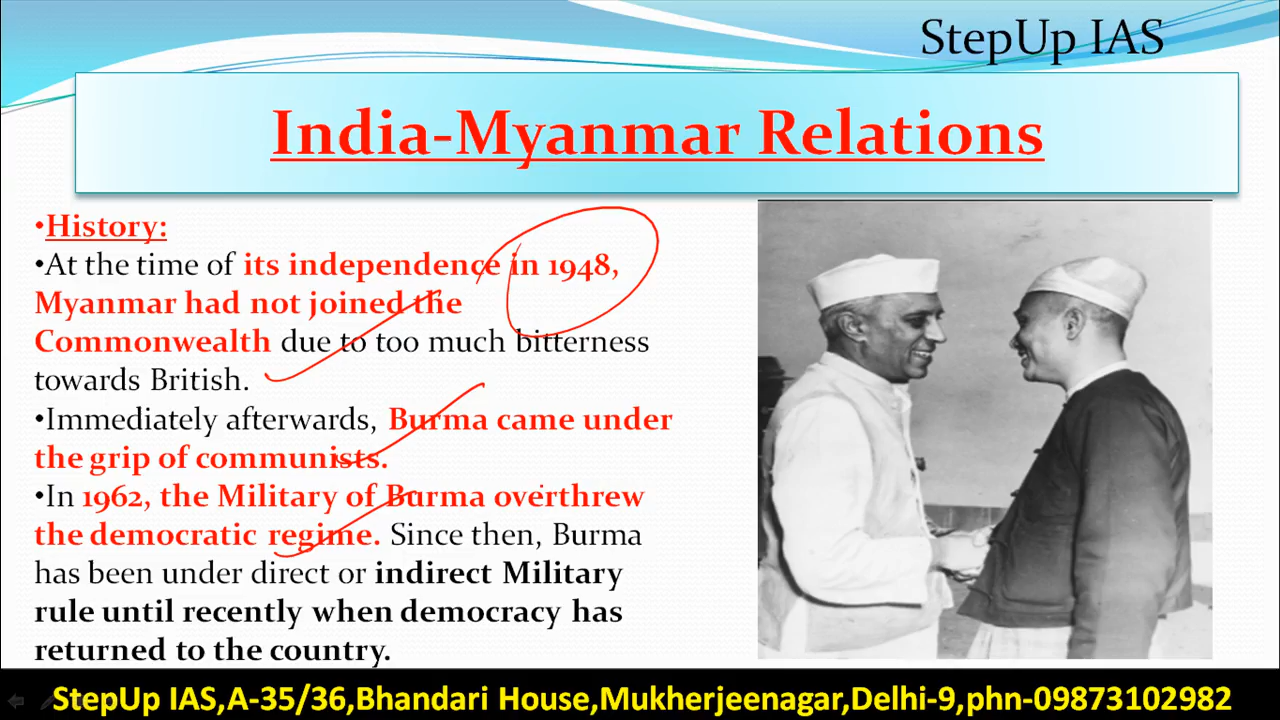 StepUp IAS
India-Myanmar Relations
•History:
•At the time of its independence in 1948,
Myanmar had not joined the
Commonwealth due to too much bitterness
towards British.
•Immediately afterwards, Burma came under
the grip of communists.
•In 1962, the Military of Burma overthrew
the democratic regime. Since then, Burma
has been under direct or indirect Military
rule until recently when democracy has
returned to the country.
StepUp IAS,A-35/36,Bhandari House,Mukherjeenagar,Delhi-9,phn-09873102982